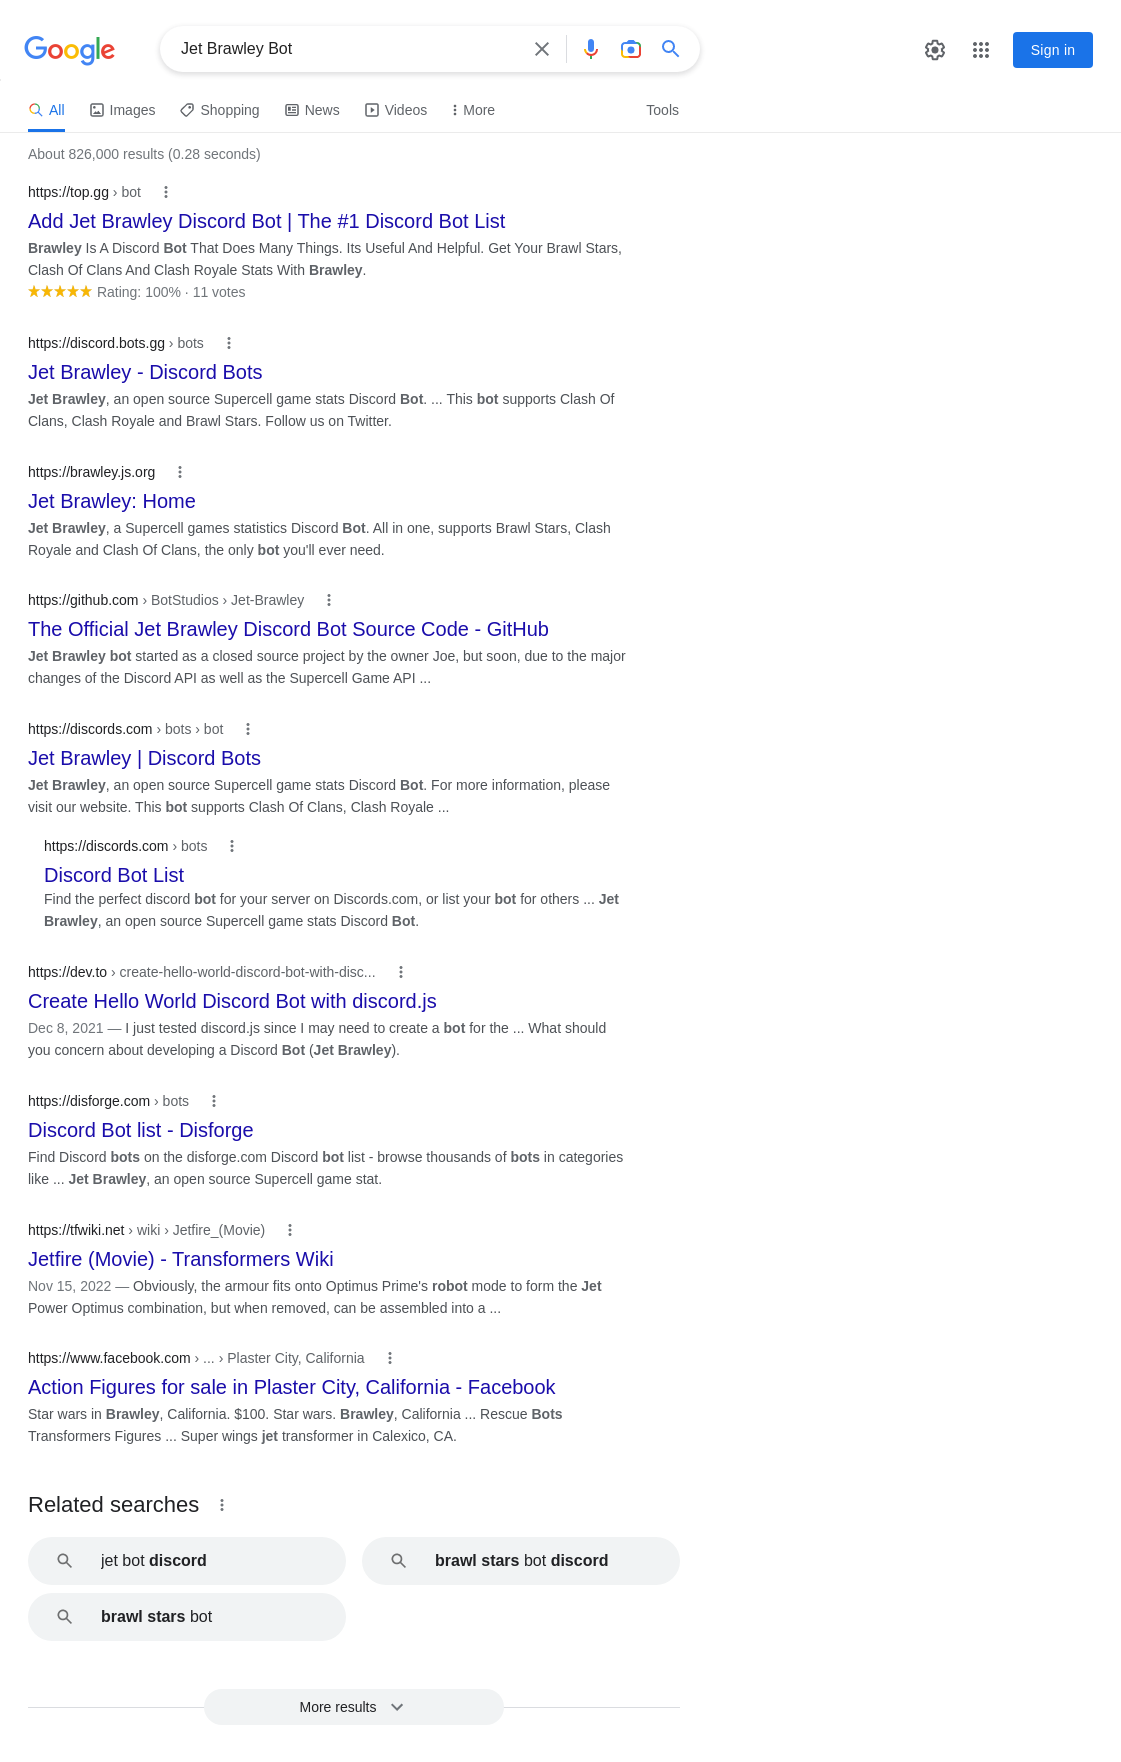 Google
Jet Brawley Bot
Sign in
All
Images
Shopping
News
Videos
More
Tools
About 826,000 results (0.28 seconds)
https://top.gg › bot
Add Jet Brawley Discord Bot | The #1 Discord Bot List
Brawley Is A Discord Bot That Does Many Things. Its Useful And Helpful. Get Your Brawl Stars,
Clash Of Clans And Clash Royale Stats With Brawley.
Rating: 100% · 11 votes
https://discord.bots.gg › bots
Jet Brawley - Discord Bots
Jet Brawley, an open source Supercell game stats Discord Bot. ... This bot supports Clash Of
Clans, Clash Royale and Brawl Stars. Follow us on Twitter.
https://brawley.js.org
Jet Brawley: Home
Jet Brawley, a Supercell games statistics Discord Bot. All in one, supports Brawl Stars, Clash
Royale and Clash Of Clans, the only bot you'll ever need.
https://github.com › BotStudios › Jet-Brawley
The Official Jet Brawley Discord Bot Source Code - GitHub
Jet Brawley bot started as a closed source project by the owner Joe, but soon, due to the major
changes of the Discord API as well as the Supercell Game API ...
https://discords.com › bots › bot
Jet Brawley | Discord Bots
Jet Brawley, an open source Supercell game stats Discord Bot. For more information, please
visit our website. This bot supports Clash Of Clans, Clash Royale ...
https://discords.com › bots
Discord Bot List
Find the perfect discord bot for your server on Discords.com, or list your bot for others ... Jet
Brawley, an open source Supercell game stats Discord Bot.
https://dev.to › create-hello-world-discord-bot-with-disc...
Create Hello World Discord Bot with discord.js
Dec 8, 2021 — I just tested discord.js since I may need to create a bot for the ... What should
you concern about developing a Discord Bot (Jet Brawley).
https://disforge.com › bots
Discord Bot list - Disforge
Find Discord bots on the disforge.com Discord bot list - browse thousands of bots in categories
like ... Jet Brawley, an open source Supercell game stat.
https://tfwiki.net › wiki › Jetfire_(Movie)
Jetfire (Movie) - Transformers Wiki
Nov 15, 2022 — Obviously, the armour fits onto Optimus Prime's robot mode to form the Jet
Power Optimus combination, but when removed, can be assembled into a ...
https://www.facebook.com › ... › Plaster City, California
Action Figures for sale in Plaster City, California - Facebook
Star wars in Brawley, California. $100. Star wars. Brawley, California ... Rescue Bots
Transformers Figures ... Super wings jet transformer in Calexico, CA.
Related searches
jet bot discord
brawl stars bot discord
brawl stars bot
More results